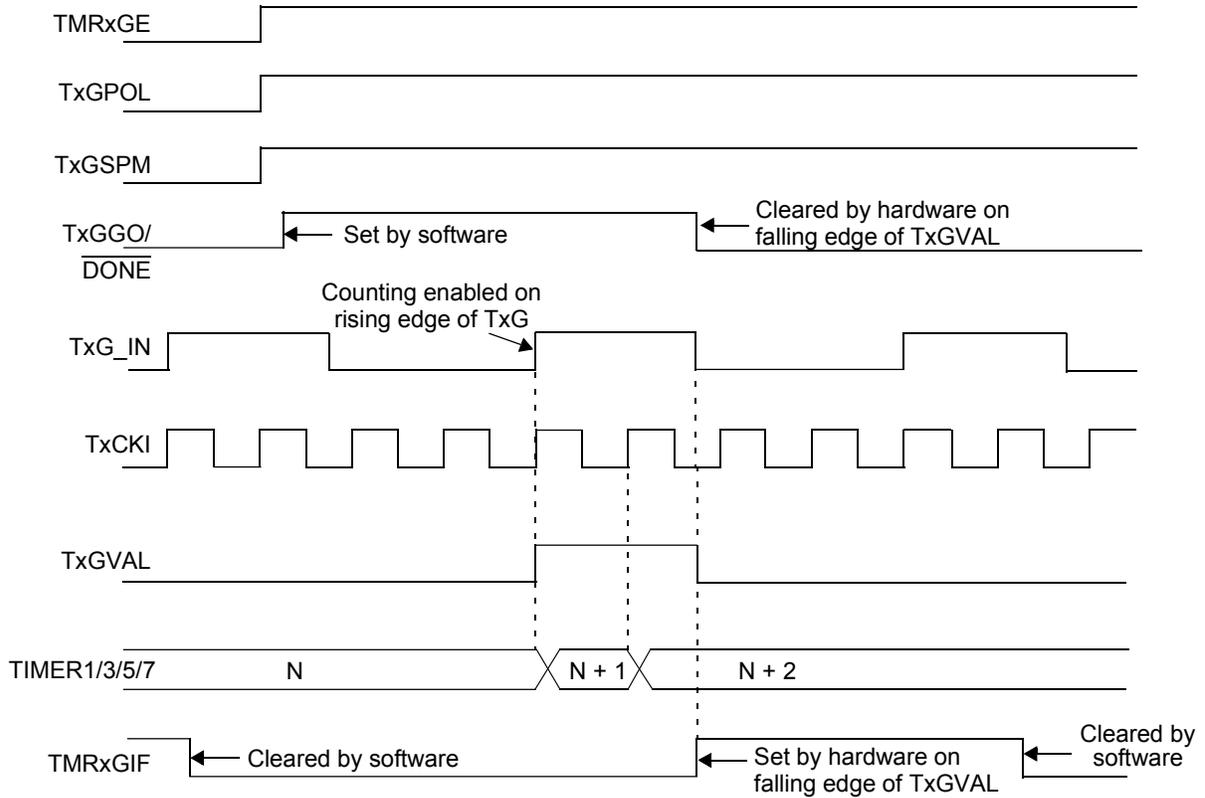 TMRxGE
TxGPOL
TxGSPM
TxGGO/
DONE
Set by software
Cleared by hardware on
falling edge of TxGVAL
Counting enabled on
rising edge of TxG
TxG_IN
TxCKI
TxGVAL
TIMER1/3/5/7
N
N + 1
N + 2
TMRxGIF
Cleared by software
Set by hardware on
falling edge of TxGVAL
Cleared by
software